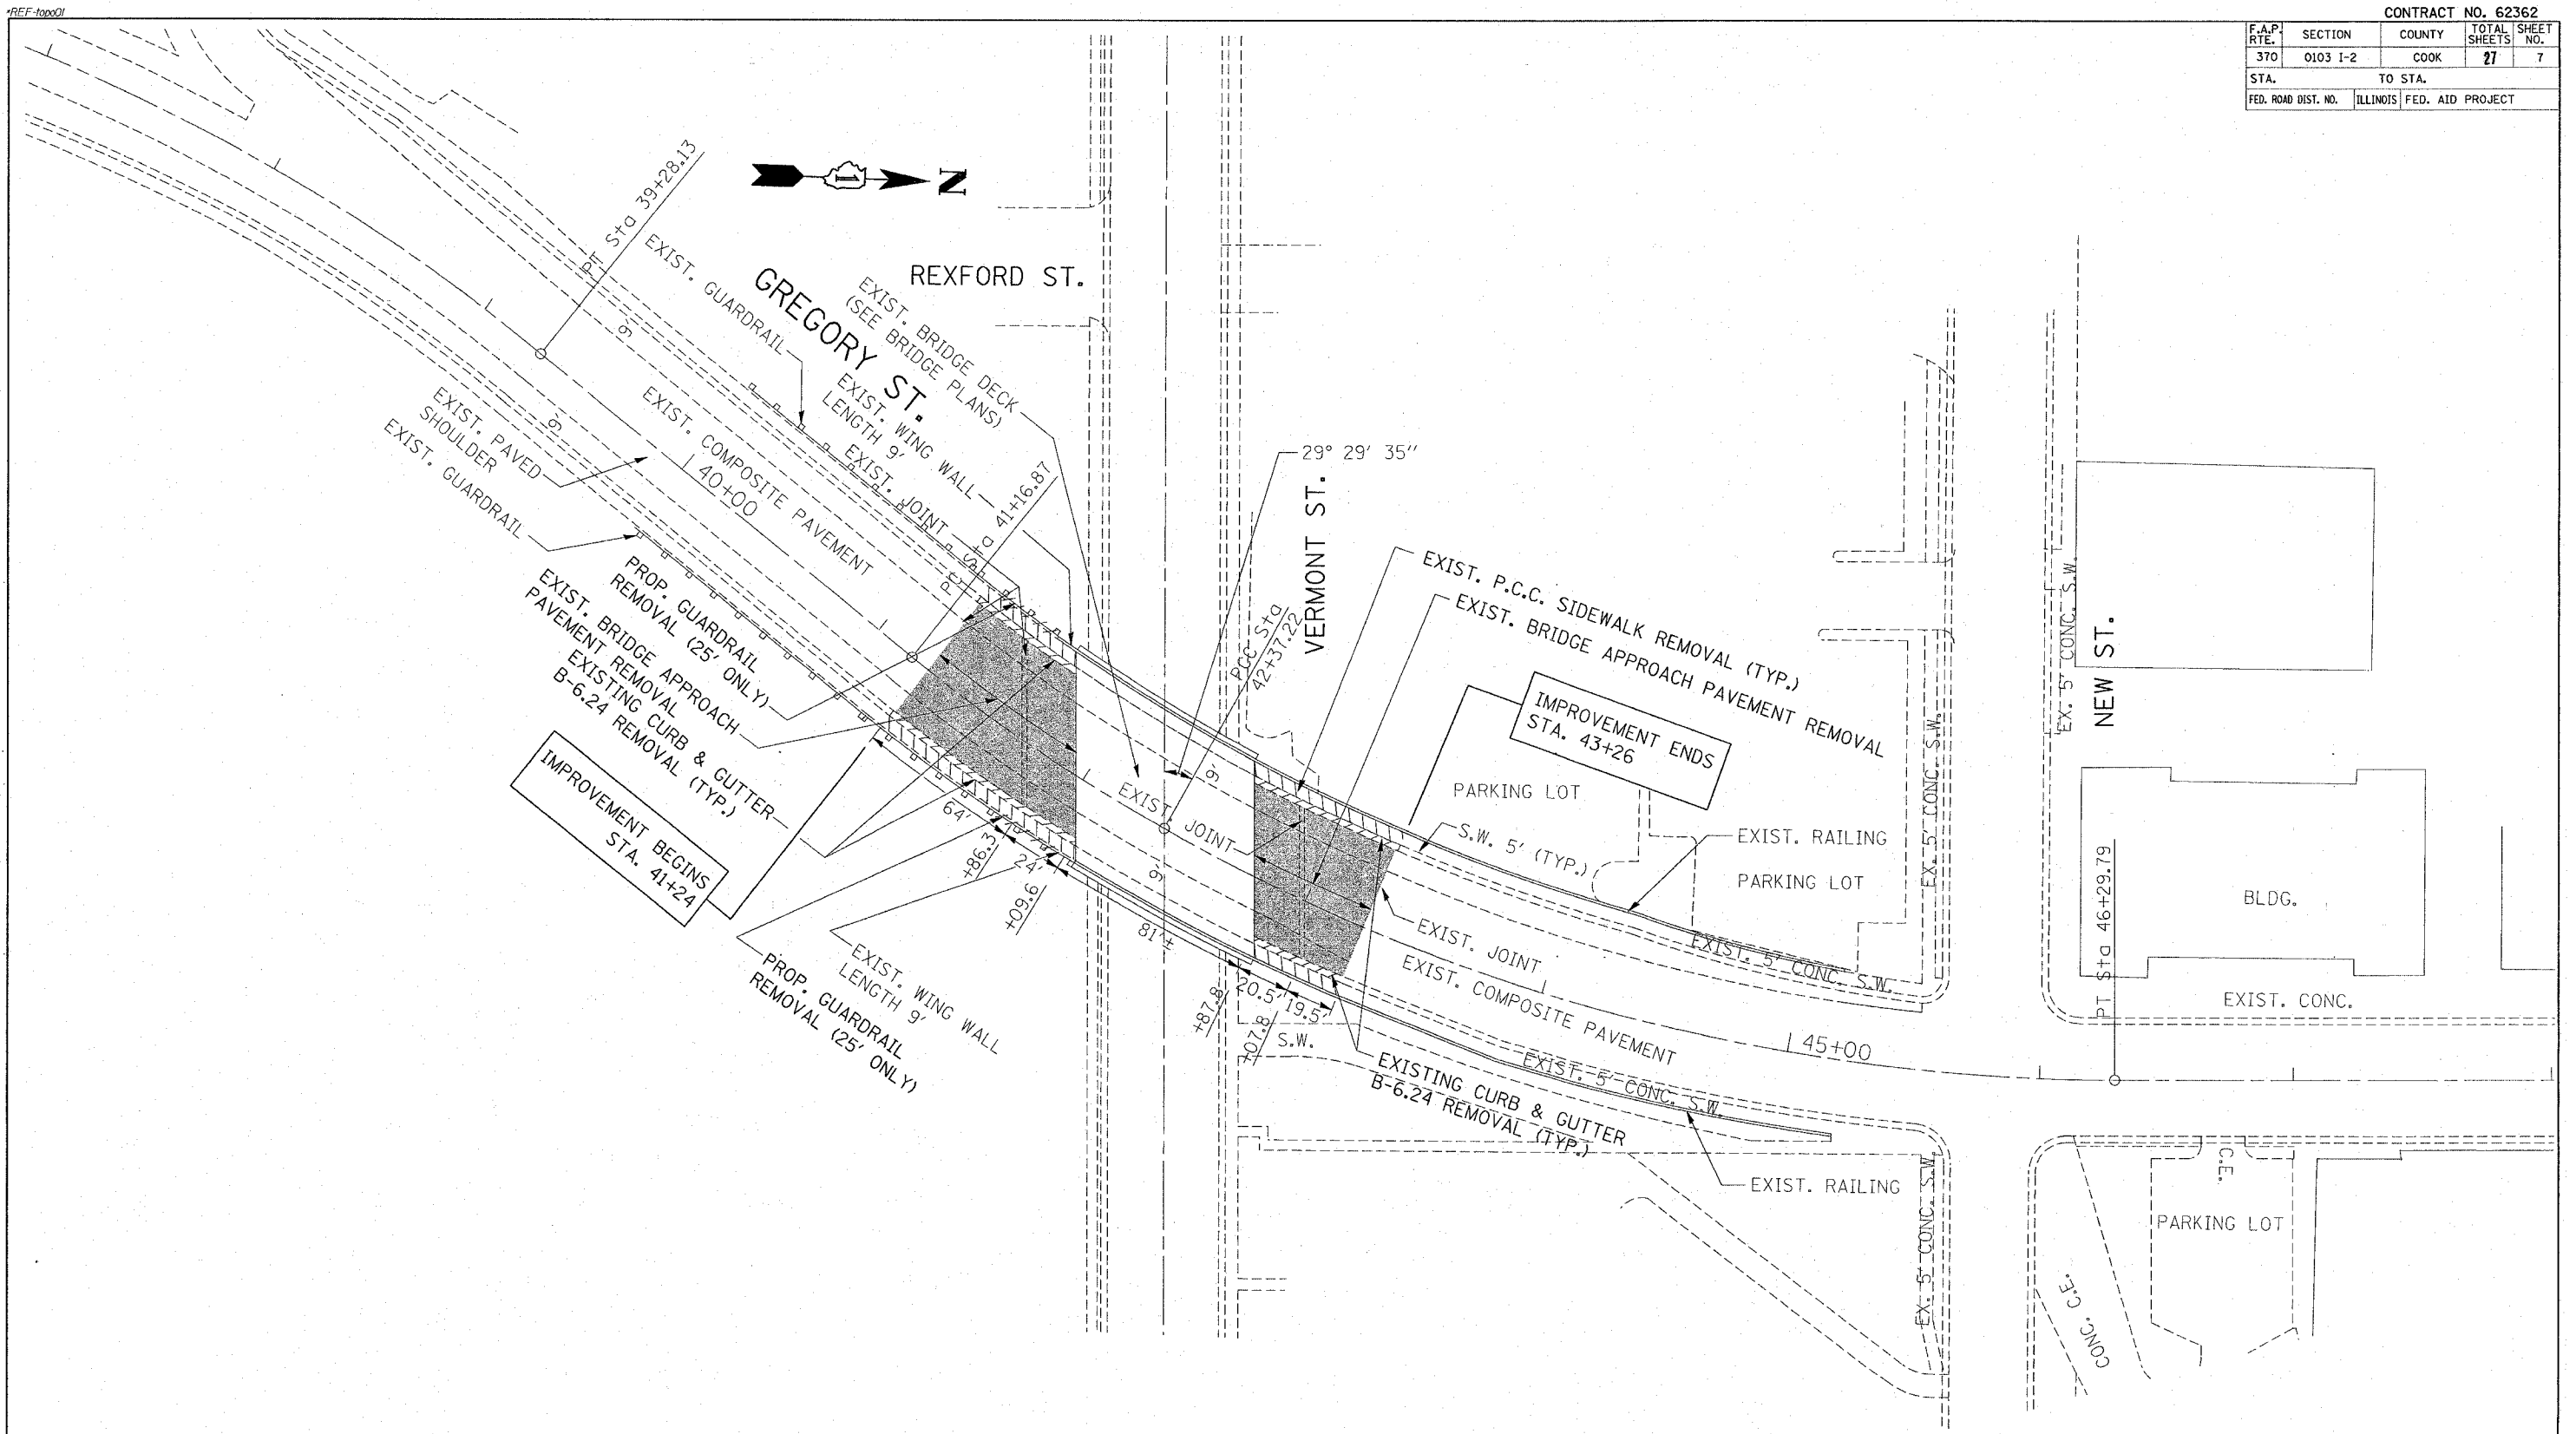 *REF-topo01
CONTRACT NO. 62362
F.A.P. RTE.
SECTION
COUNTY
TOTAL SHEETS
SHEET NO.
370
0103 I-2
COOK
27
7
STA.
TO STA.
FED. ROAD DIST. NO.
ILLINOIS
FED. AID PROJECT
PT Sta 39+28.13
N
REXFORD ST.
GREGORY ST.
EXIST. GUARDRAIL
EXIST. BRIDGE DECK
(SEE BRIDGE PLANS)
EXIST. WING WALL
LENGTH 9'
EXIST. JOINT
9'
9'
EXIST. COMPOSITE PAVEMENT
40+00
PC Sta 41+16.87
EXIST. PAVED
SHOULDER
EXIST. GUARDRAIL
PROP. GUARDRAIL
REMOVAL (25' ONLY)
EXIST. BRIDGE APPROACH
PAVEMENT REMOVAL
EXISTING CURB & GUTTER
B-6.24 REMOVAL (TYP.)
IMPROVEMENT BEGINS
STA. 41+24
64'
+86.3
24'
+09.6
81'±
+87.8
20.5'
+07.8
19.5'
29° 29' 35"
VERMONT ST.
PCC Sta
42+37.22
EXIST
JOINT
9'
9'
EXIST. P.C.C. SIDEWALK REMOVAL (TYP.)
EXIST. BRIDGE APPROACH PAVEMENT REMOVAL
IMPROVEMENT ENDS
STA. 43+26
PARKING LOT
S.W. 5' (TYP.)
EXIST. RAILING
PARKING LOT
EX. 5' CONC. S.W.
EX. 5' CONC. S.W.
NEW ST.
EXIST. JOINT
EXIST. COMPOSITE PAVEMENT
EXIST. 5' CONC. S.W.
45+00
PT Sta 46+29.79
BLDG.
EXIST. CONC.
EXIST. WING WALL
LENGTH 9'
PROP. GUARDRAIL
REMOVAL (25' ONLY)
S.W.
EXIST. 5' CONC. S.W.
EXISTING CURB & GUTTER
B-6.24 REMOVAL (TYP.)
EXIST. RAILING
EX. 5' CONC. S.W.
C.E.
PARKING LOT
CONC. C.E.